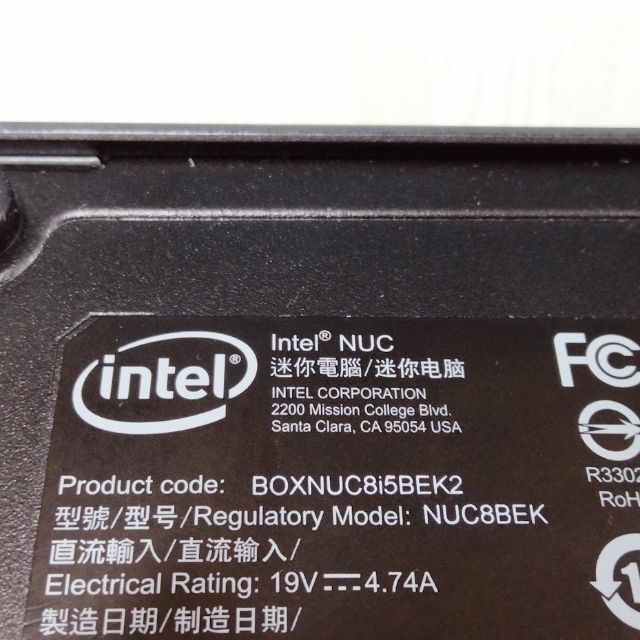 intel®
Intel® NUC
迷你電腦/迷你电脑
INTEL CORPORATION
2200 Mission College Blvd.
Santa Clara, CA 95054 USA
FC
R3302
RoH
Product code: BOXNUC8i5BEK2
型號/型号/Regulatory Model: NUC8BEK
直流輸入/直流输入/
Electrical Rating: 19V⎓4.74A
製造日期/制造日期/
1